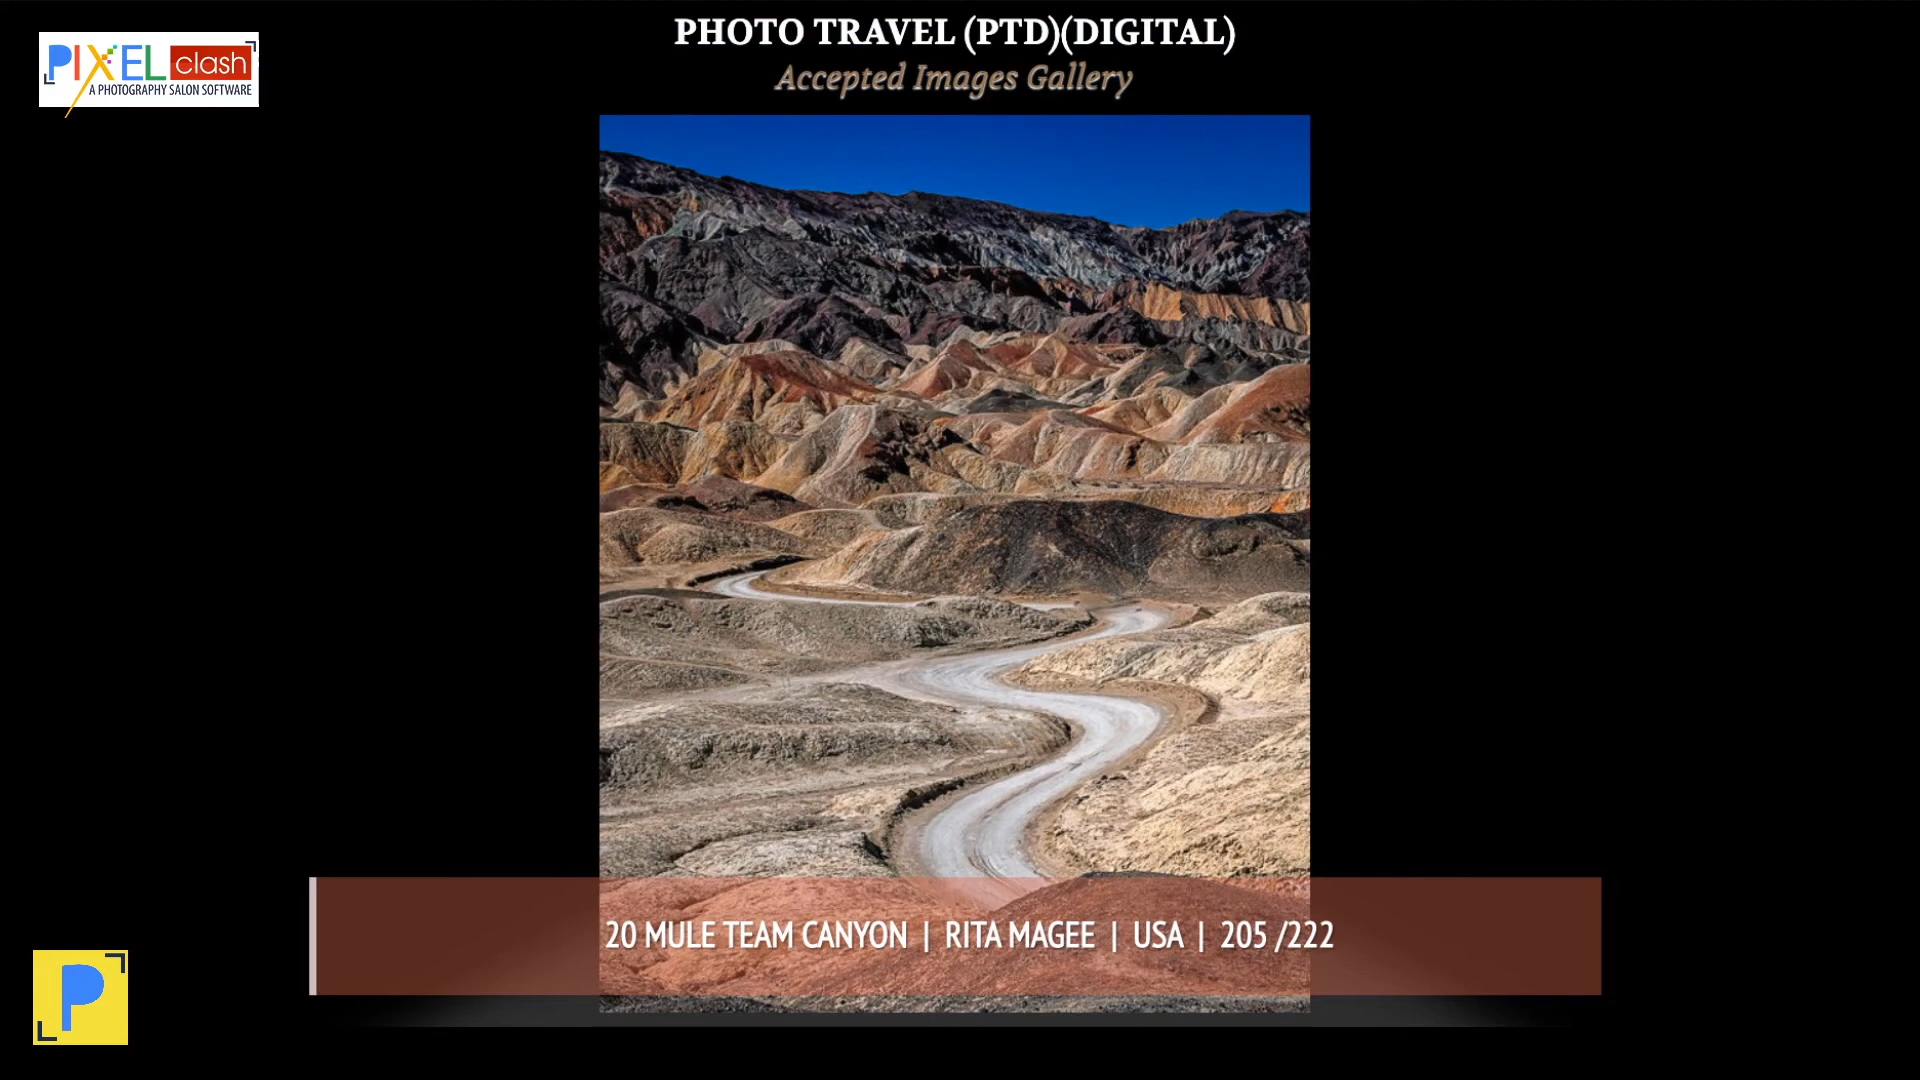 PHOTO TRAVEL (PTD)(DIGITAL)
Accepted Images Gallery
PIXEL clash
A PHOTOGRAPHY SALON SOFTWARE
20 MULE TEAM CANYON | RITA MAGEE | USA | 205 /222
P